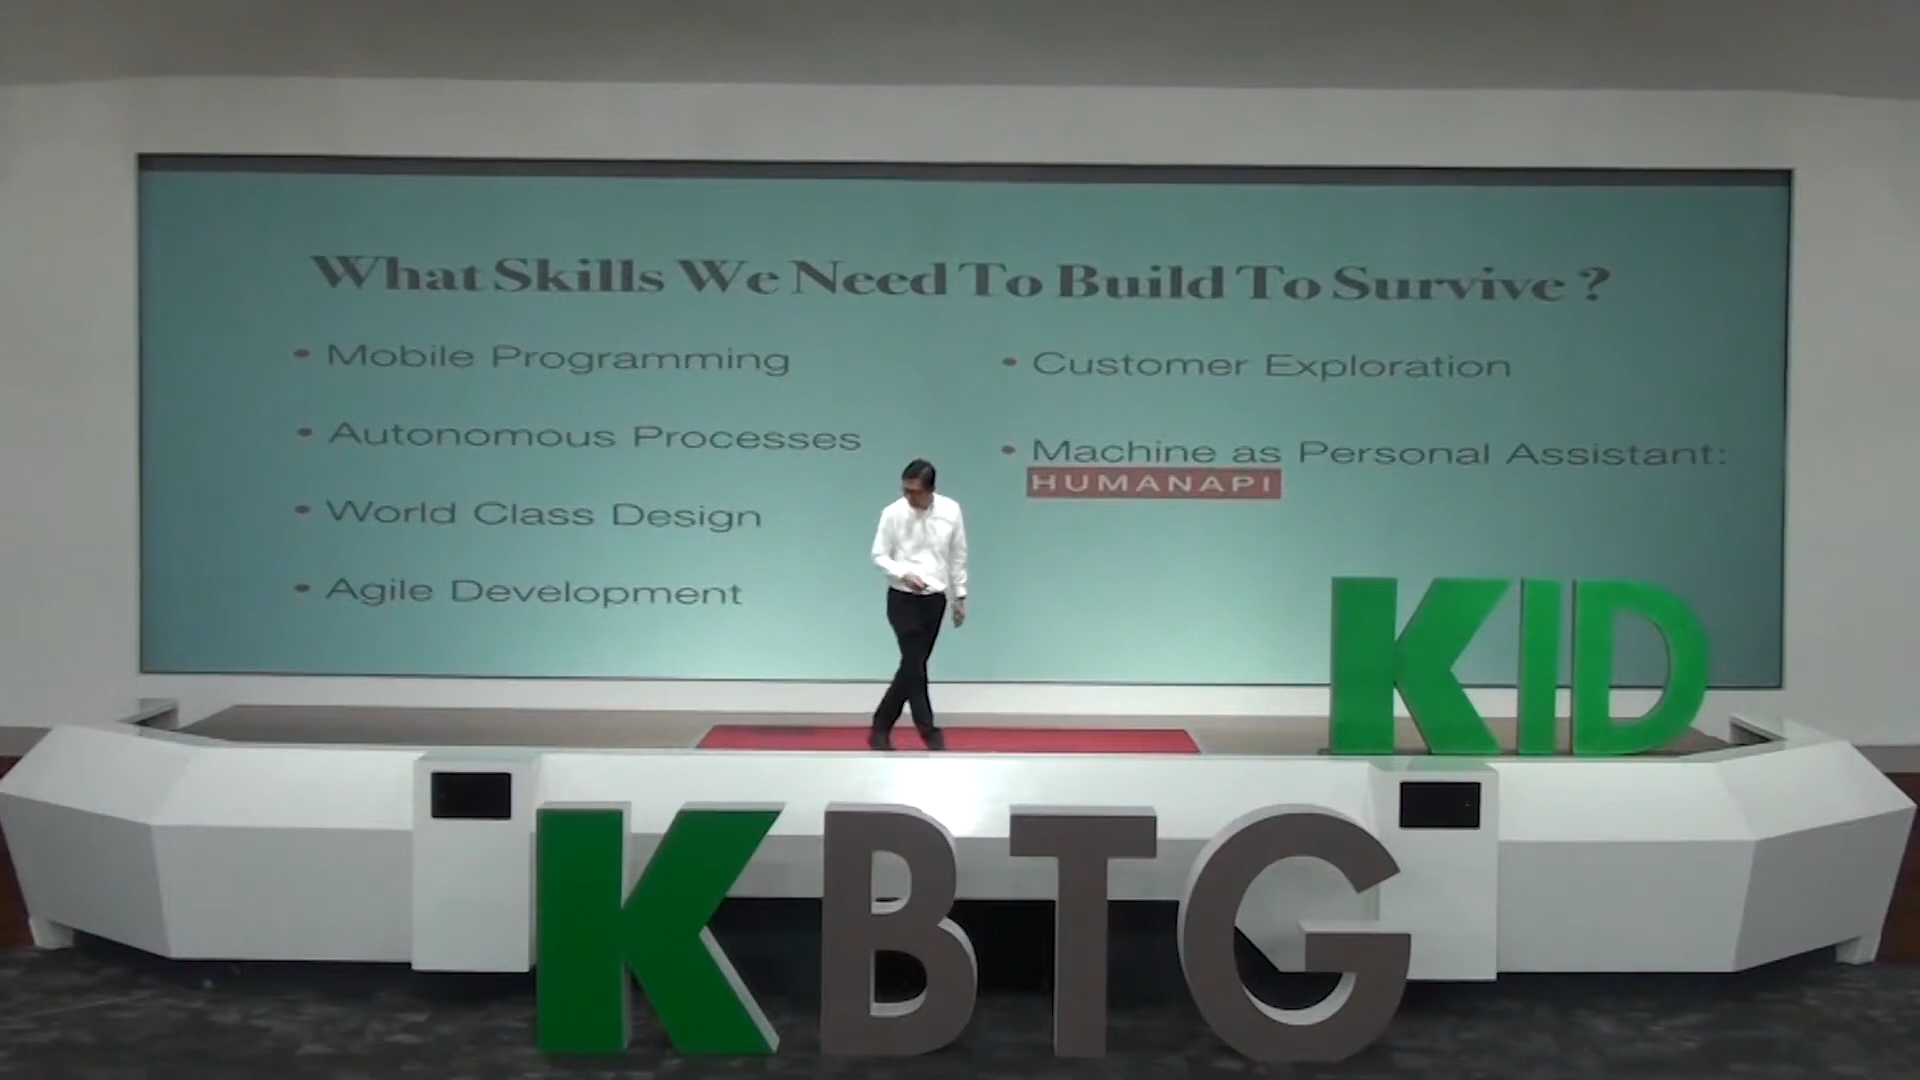 What Skills We Need To Build To Survive ?
• Mobile Programming
• Autonomous Processes
• World Class Design
• Agile Development
• Customer Exploration
• Machine as Personal Assistant:
HUMANAPI
KID
KBTG